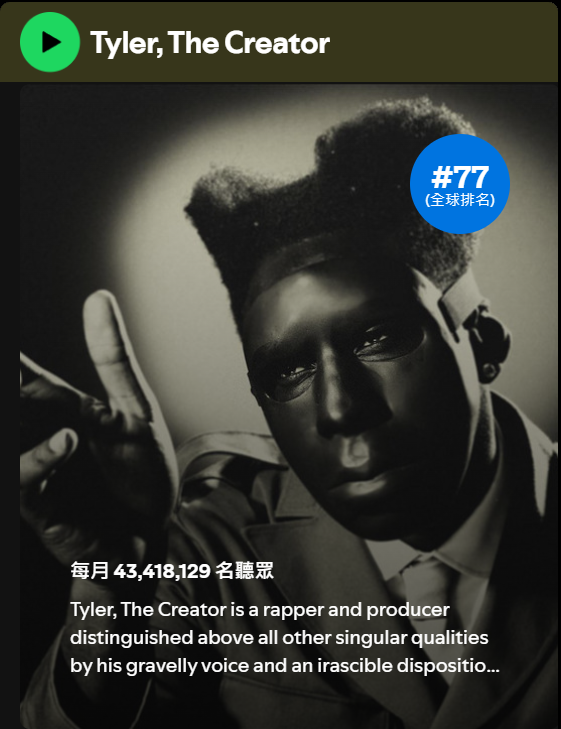 Tyler, The Creator
#77
(全球排名)
每月 43,418,129 名聽眾
Tyler, The Creator is a rapper and producer
distinguished above all other singular qualities
by his gravelly voice and an irascible dispositio...